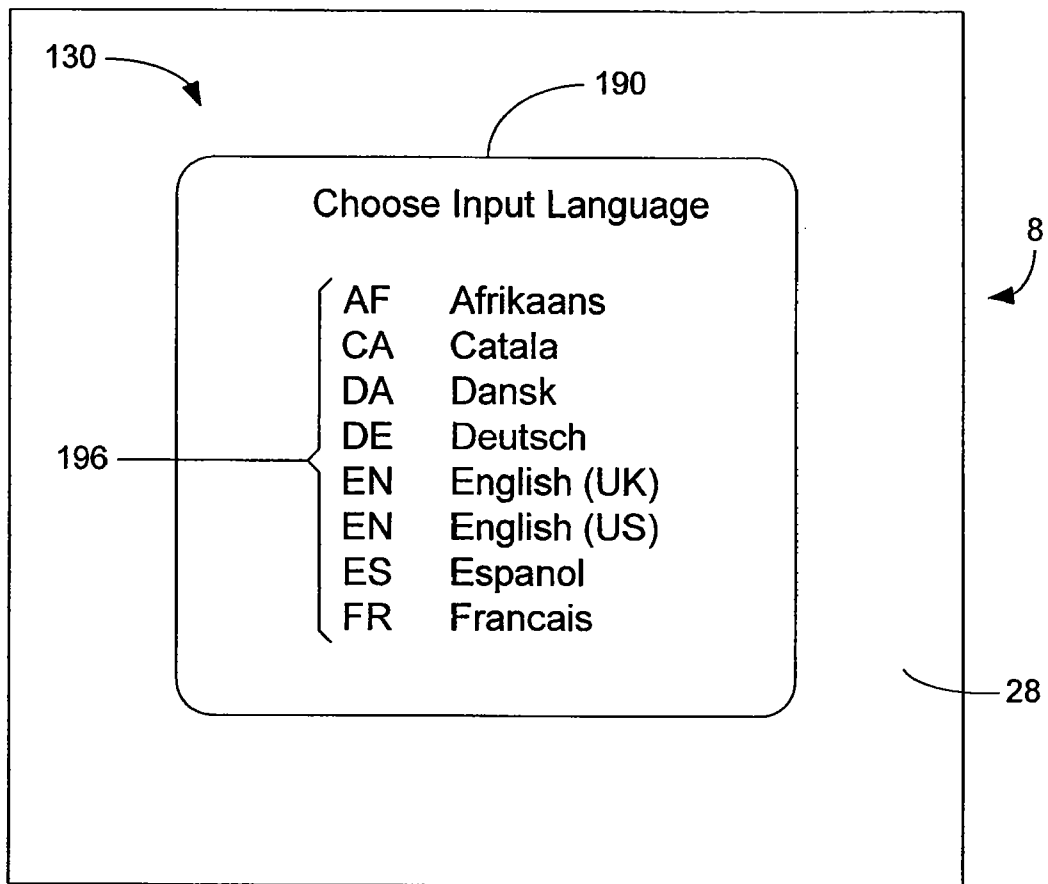 130
190
Choose Input Language
8
AF Afrikaans
CA Catala
DA Dansk
DE Deutsch
196
EN English (UK)
EN English (US)
ES Espanol
FR Francais
28